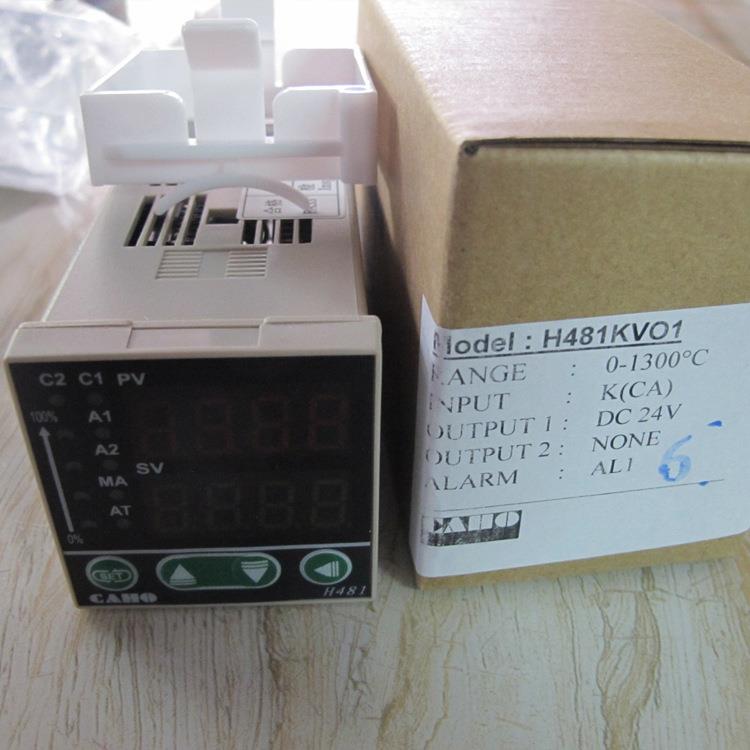 C2 C1 PV
100%
A1
A2
SV
MA
AT
0%
SET
CAHO
H481
Model : H481KVO1
RANGE : 0-1300°C
INPUT : K(CA)
OUTPUT 1 : DC 24V
OUTPUT 2 : NONE
ALARM : AL1
6
CAHO